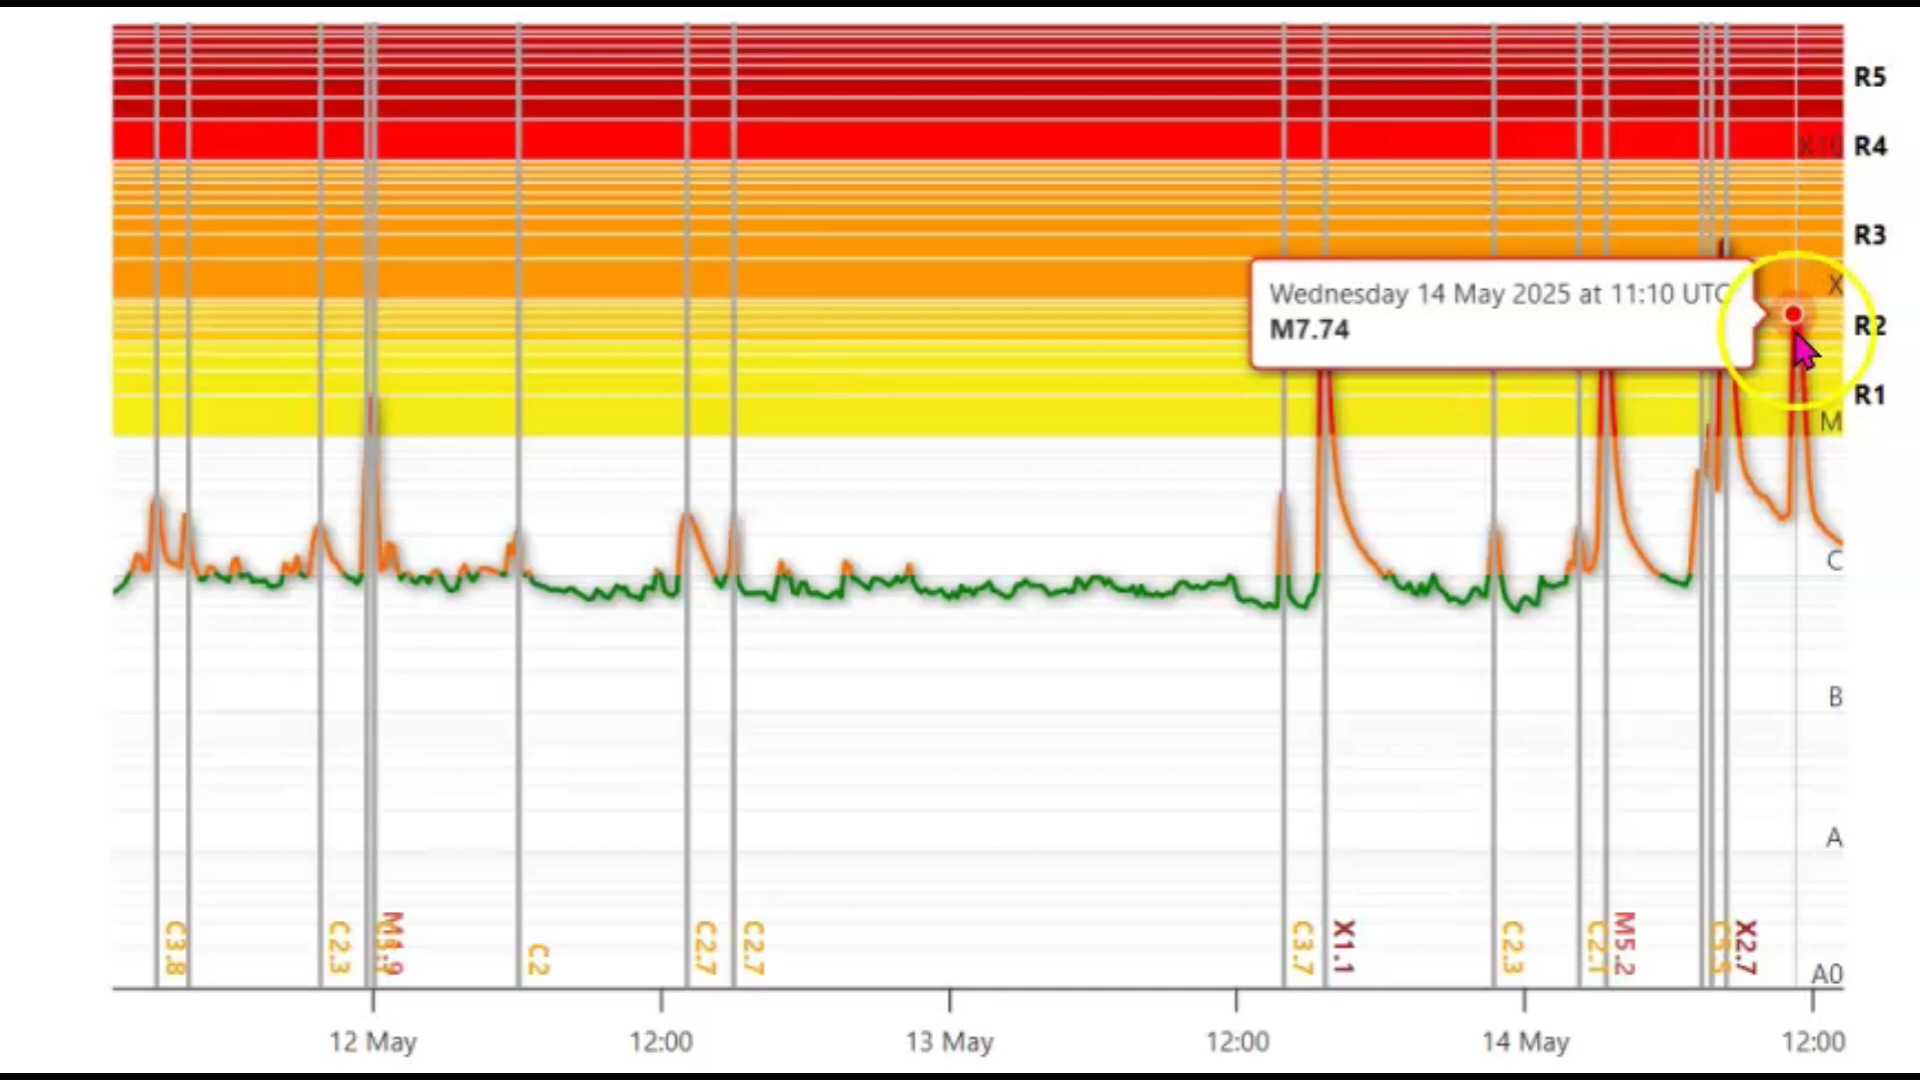 R5
X10
R4
R3
Wednesday 14 May 2025 at 11:10 UTC
M7.74
X
R2
R1
M
C
B
A
A0
C3.8
C2.3
M1.9
C2
C2.7
C2.7
C3.7
X1.1
C2.3
C2.1
M5.2
X2.7
12 May
12:00
13 May
12:00
14 May
12:00